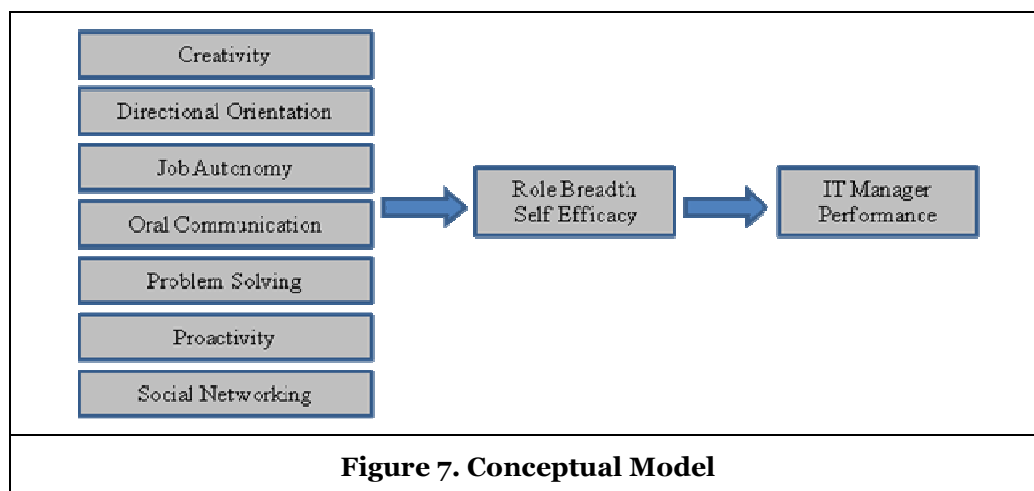 Creativity
Directional Orientation
Job Autonomy
Oral Communication
Problem Solving
Proactivity
Social Networking
Role Breadth
Self Efficacy
IT Manager
Performance
Figure 7. Conceptual Model